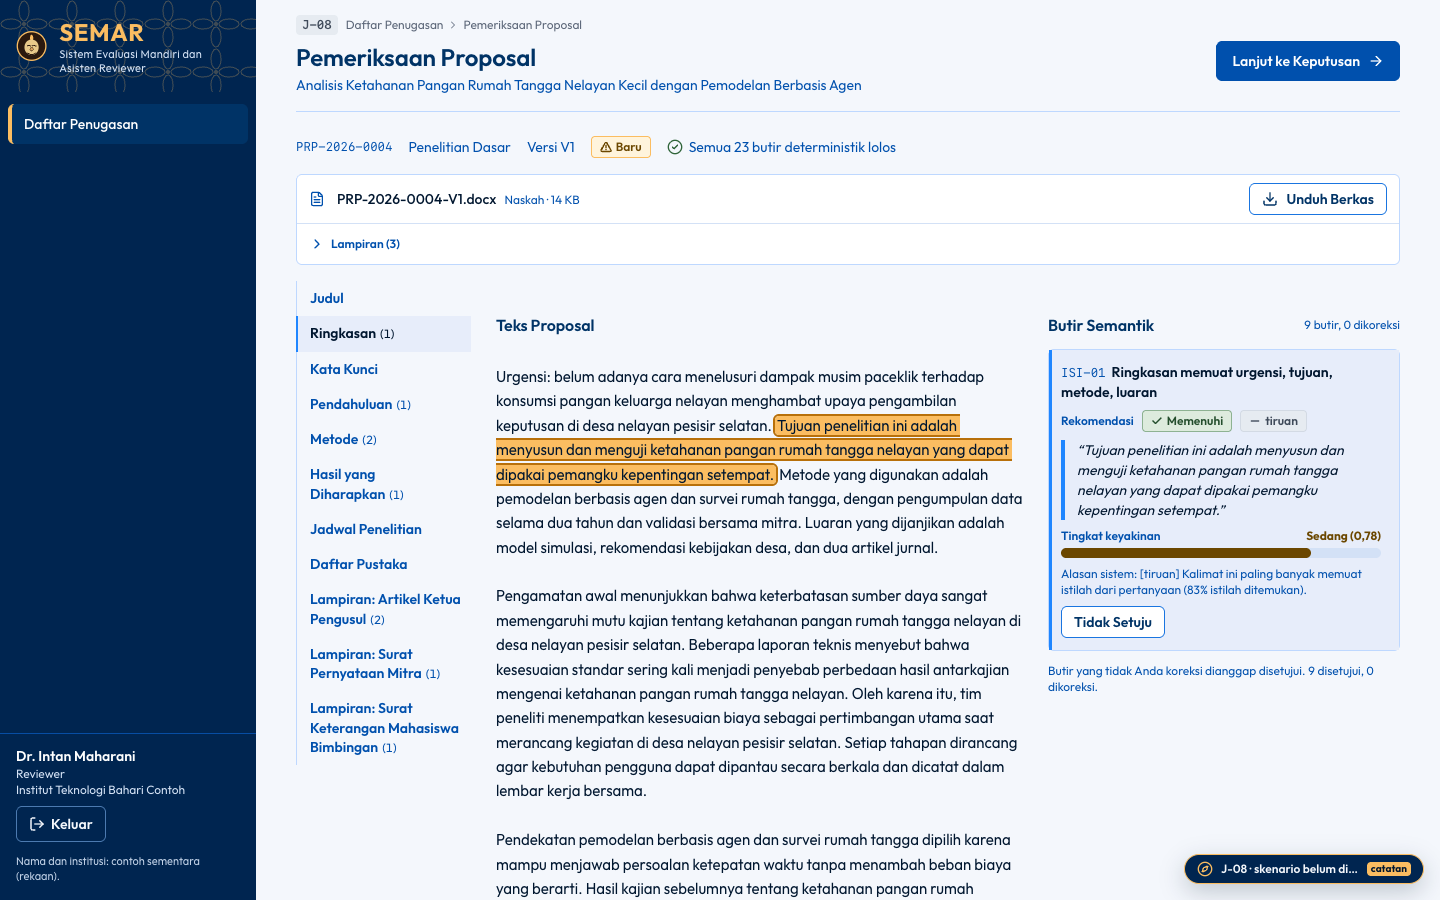 SEMAR
Sistem Evaluasi Mandiri dan
Asisten Reviewer
Daftar Penugasan
Dr. Intan Maharani
Reviewer
Institut Teknologi Bahari Contoh
Keluar
Nama dan institusi: contoh sementara
(rekaan).
J-08 Daftar Penugasan > Pemeriksaan Proposal
Pemeriksaan Proposal
Analisis Ketahanan Pangan Rumah Tangga Nelayan Kecil dengan Pemodelan Berbasis Agen
Lanjut ke Keputusan →
PRP-2026-0004 Penelitian Dasar Versi V1 Baru Semua 23 butir deterministik lolos
PRP-2026-0004-V1.docx Naskah · 14 KB Unduh Berkas
Lampiran (3)
Judul
Ringkasan (1)
Kata Kunci
Pendahuluan (1)
Metode (2)
Hasil yang
Diharapkan (1)
Jadwal Penelitian
Daftar Pustaka
Lampiran: Artikel Ketua
Pengusul (2)
Lampiran: Surat
Pernyataan Mitra (1)
Lampiran: Surat
Keterangan Mahasiswa
Bimbingan (1)
Teks Proposal
Urgensi: belum adanya cara menelusuri dampak musim paceklik terhadap
konsumsi pangan keluarga nelayan menghambat upaya pengambilan
keputusan di desa nelayan pesisir selatan. Tujuan penelitian ini adalah
menyusun dan menguji ketahanan pangan rumah tangga nelayan yang dapat
dipakai pemangku kepentingan setempat. Metode yang digunakan adalah
pemodelan berbasis agen dan survei rumah tangga, dengan pengumpulan data
selama dua tahun dan validasi bersama mitra. Luaran yang dijanjikan adalah
model simulasi, rekomendasi kebijakan desa, dan dua artikel jurnal.
Pengamatan awal menunjukkan bahwa keterbatasan sumber daya sangat
memengaruhi mutu kajian tentang ketahanan pangan rumah tangga nelayan di
desa nelayan pesisir selatan. Beberapa laporan teknis menyebut bahwa
kesesuaian standar sering kali menjadi penyebab perbedaan hasil antarkajian
mengenai ketahanan pangan rumah tangga nelayan. Oleh karena itu, tim
peneliti menempatkan kesesuaian biaya sebagai pertimbangan utama saat
merancang kegiatan di desa nelayan pesisir selatan. Setiap tahapan dirancang
agar kebutuhan pengguna dapat dipantau secara berkala dan dicatat dalam
lembar kerja bersama.
Pendekatan pemodelan berbasis agen dan survei rumah tangga dipilih karena
mampu menjawab persoalan ketepatan waktu tanpa menambah beban biaya
yang berarti. Hasil kajian sebelumnya tentang ketahanan pangan rumah
Butir Semantik 9 butir, 0 dikoreksi
ISI-01 Ringkasan memuat urgensi, tujuan,
metode, luaran
Rekomendasi Memenuhi tiruan
“Tujuan penelitian ini adalah menyusun dan
menguji ketahanan pangan rumah tangga
nelayan yang dapat dipakai pemangku
kepentingan setempat.”
Tingkat keyakinan Sedang (0,78)
Alasan sistem: [tiruan] Kalimat ini paling banyak memuat
istilah dari pertanyaan (83% istilah ditemukan).
Tidak Setuju
Butir yang tidak Anda koreksi dianggap disetujui. 9 disetujui, 0
dikoreksi.
J-08 · skenario belum di... catatan